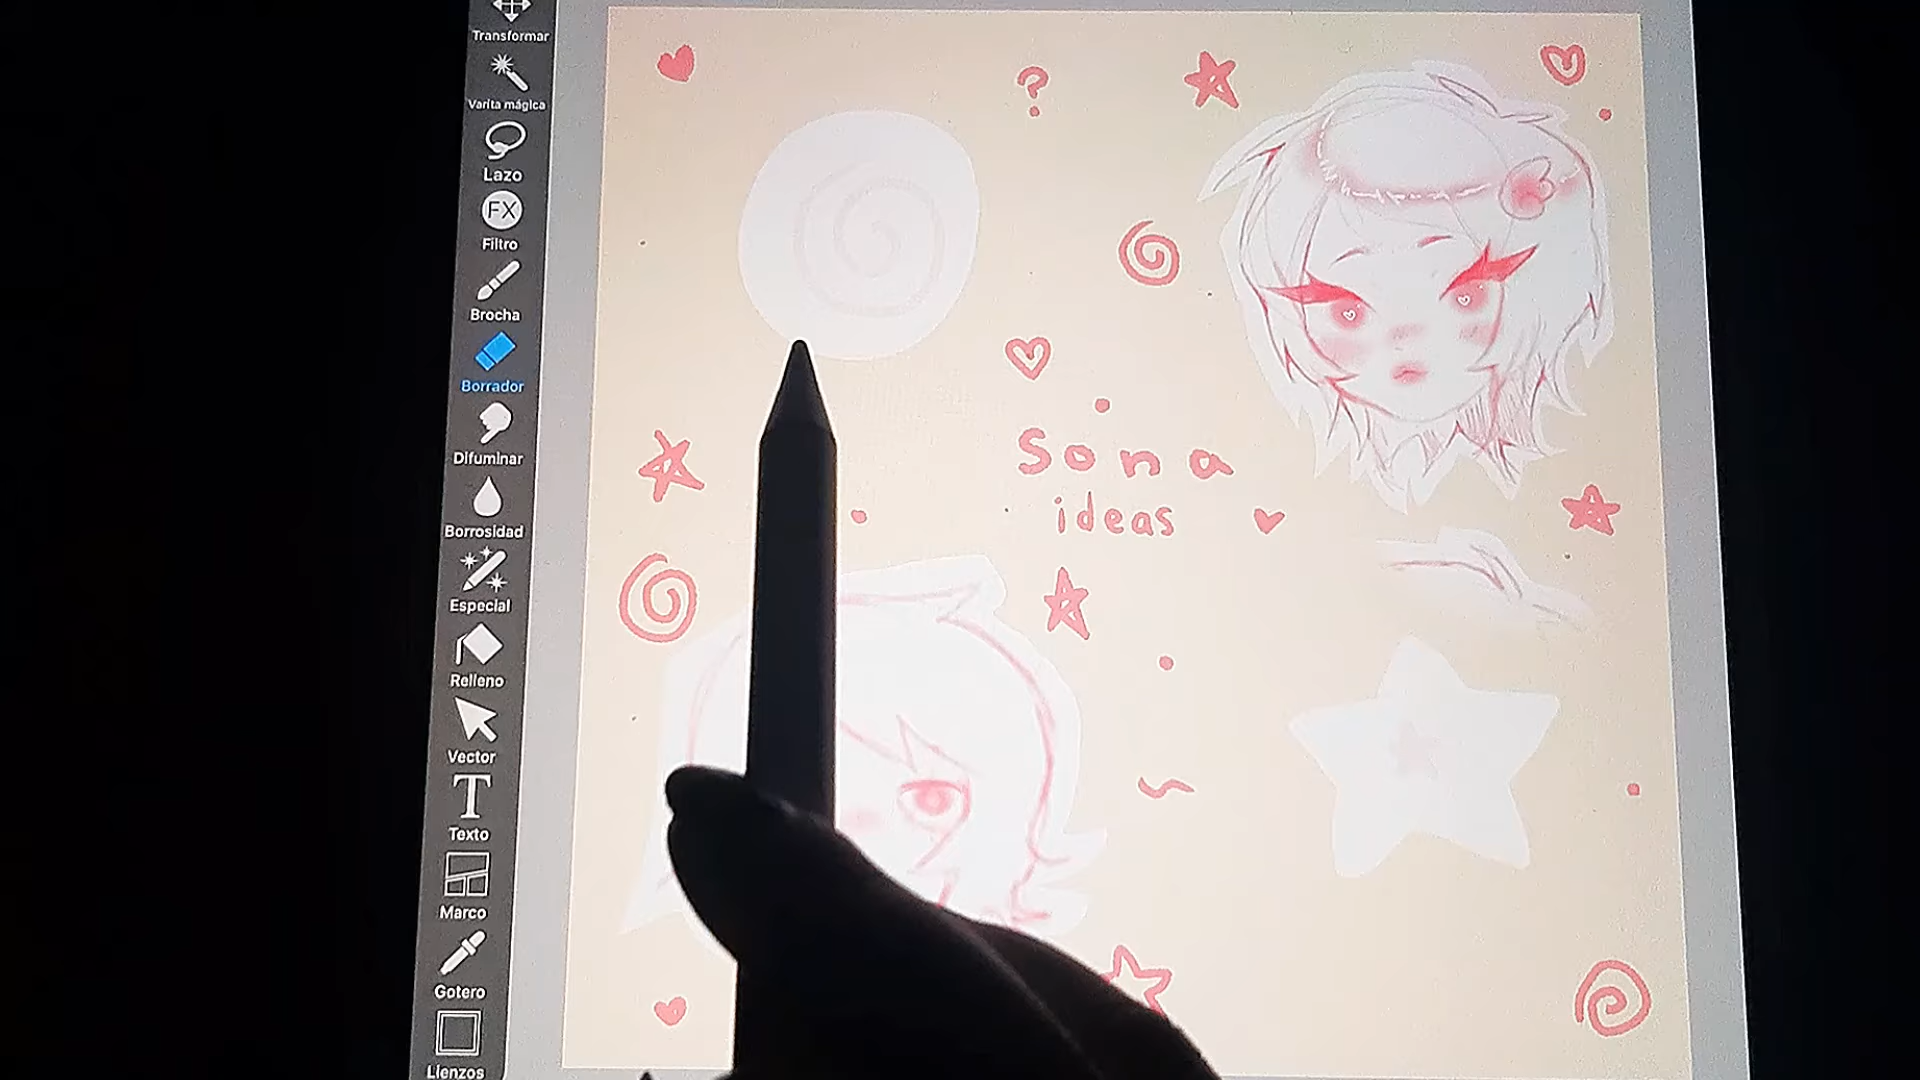 Transformar
Varita mágica
Lazo
FX
Filtro
Brocha
Borrador
Difuminar
Borrosidad
Especial
Relleno
Vector
T
Texto
Marco
Gotero
Lienzos
?
Sona
ideas